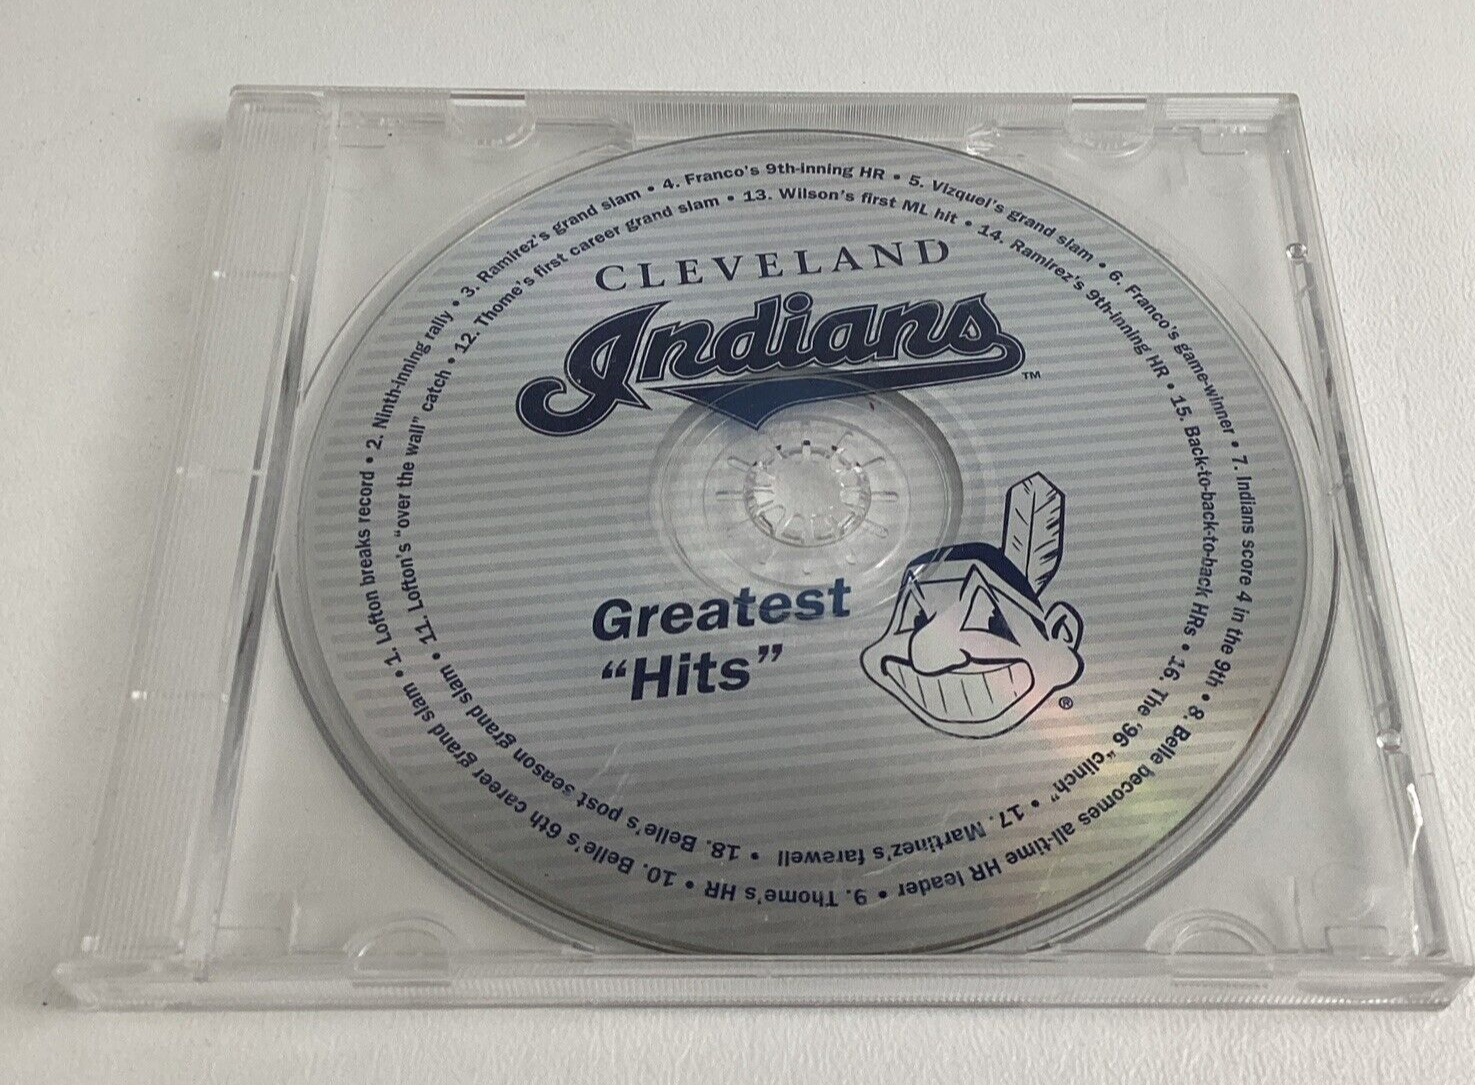 CLEVELAND
Indians™
Greatest
“Hits”
®
• 1. Lofton breaks record • 2. Ninth-inning rally • 3. Ramirez's grand slam • 4. Franco's 9th-inning HR • 5. Vizquel's grand slam • 6. Franco's game-winner • 7. Indians score 4 in the 9th • 8. Belle becomes all-time HR leader • 9. Thome's HR • 10. Belle's 6th career grand slam
• 11. Lofton's “over the wall” catch • 12. Thome's first career grand slam • 13. Wilson's first ML hit • 14. Ramirez's 9th-inning HR • 15. Back-to-back-to-back HRs • 16. The '96 “clinch” • 17. Martinez's farewell • 18. Belle's post season grand slam